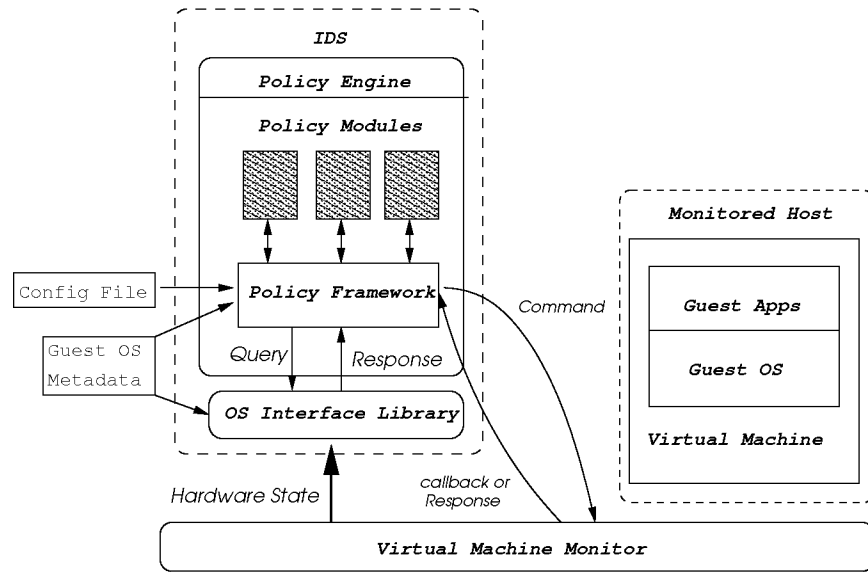 IDS
Policy Engine
Policy Modules
Monitored Host
Config File
Policy Framework
Command
Guest Apps
Guest OS
Metadata
Query
Response
Guest OS
OS Interface Library
Virtual Machine
Hardware State
callback or
Response
Virtual Machine Monitor